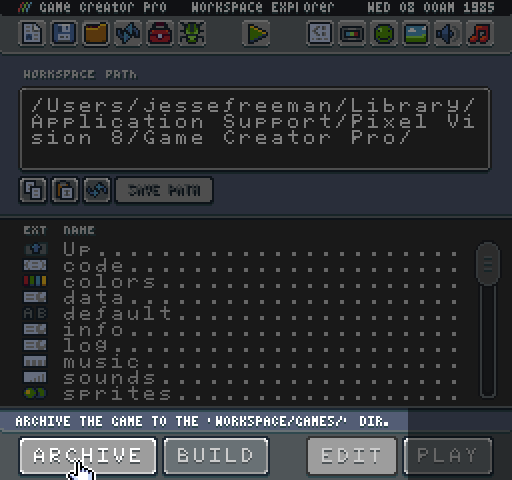 Game Creator Pro Workspace Explorer WED 08 00AM 1985
WORKSPACE PATH
/Users/jessefreeman/Library/
Application Support/Pixel Vi
sion 8/Game Creator Pro/
SAVE PATH
EXT NAME
Up
code
colors
data
AB default
info
log
music
sounds
sprites
ARCHIVE THE GAME TO THE 'WORKSPACE/GAMES/' DIR.
ARCHIVE BUILD EDIT PLAY